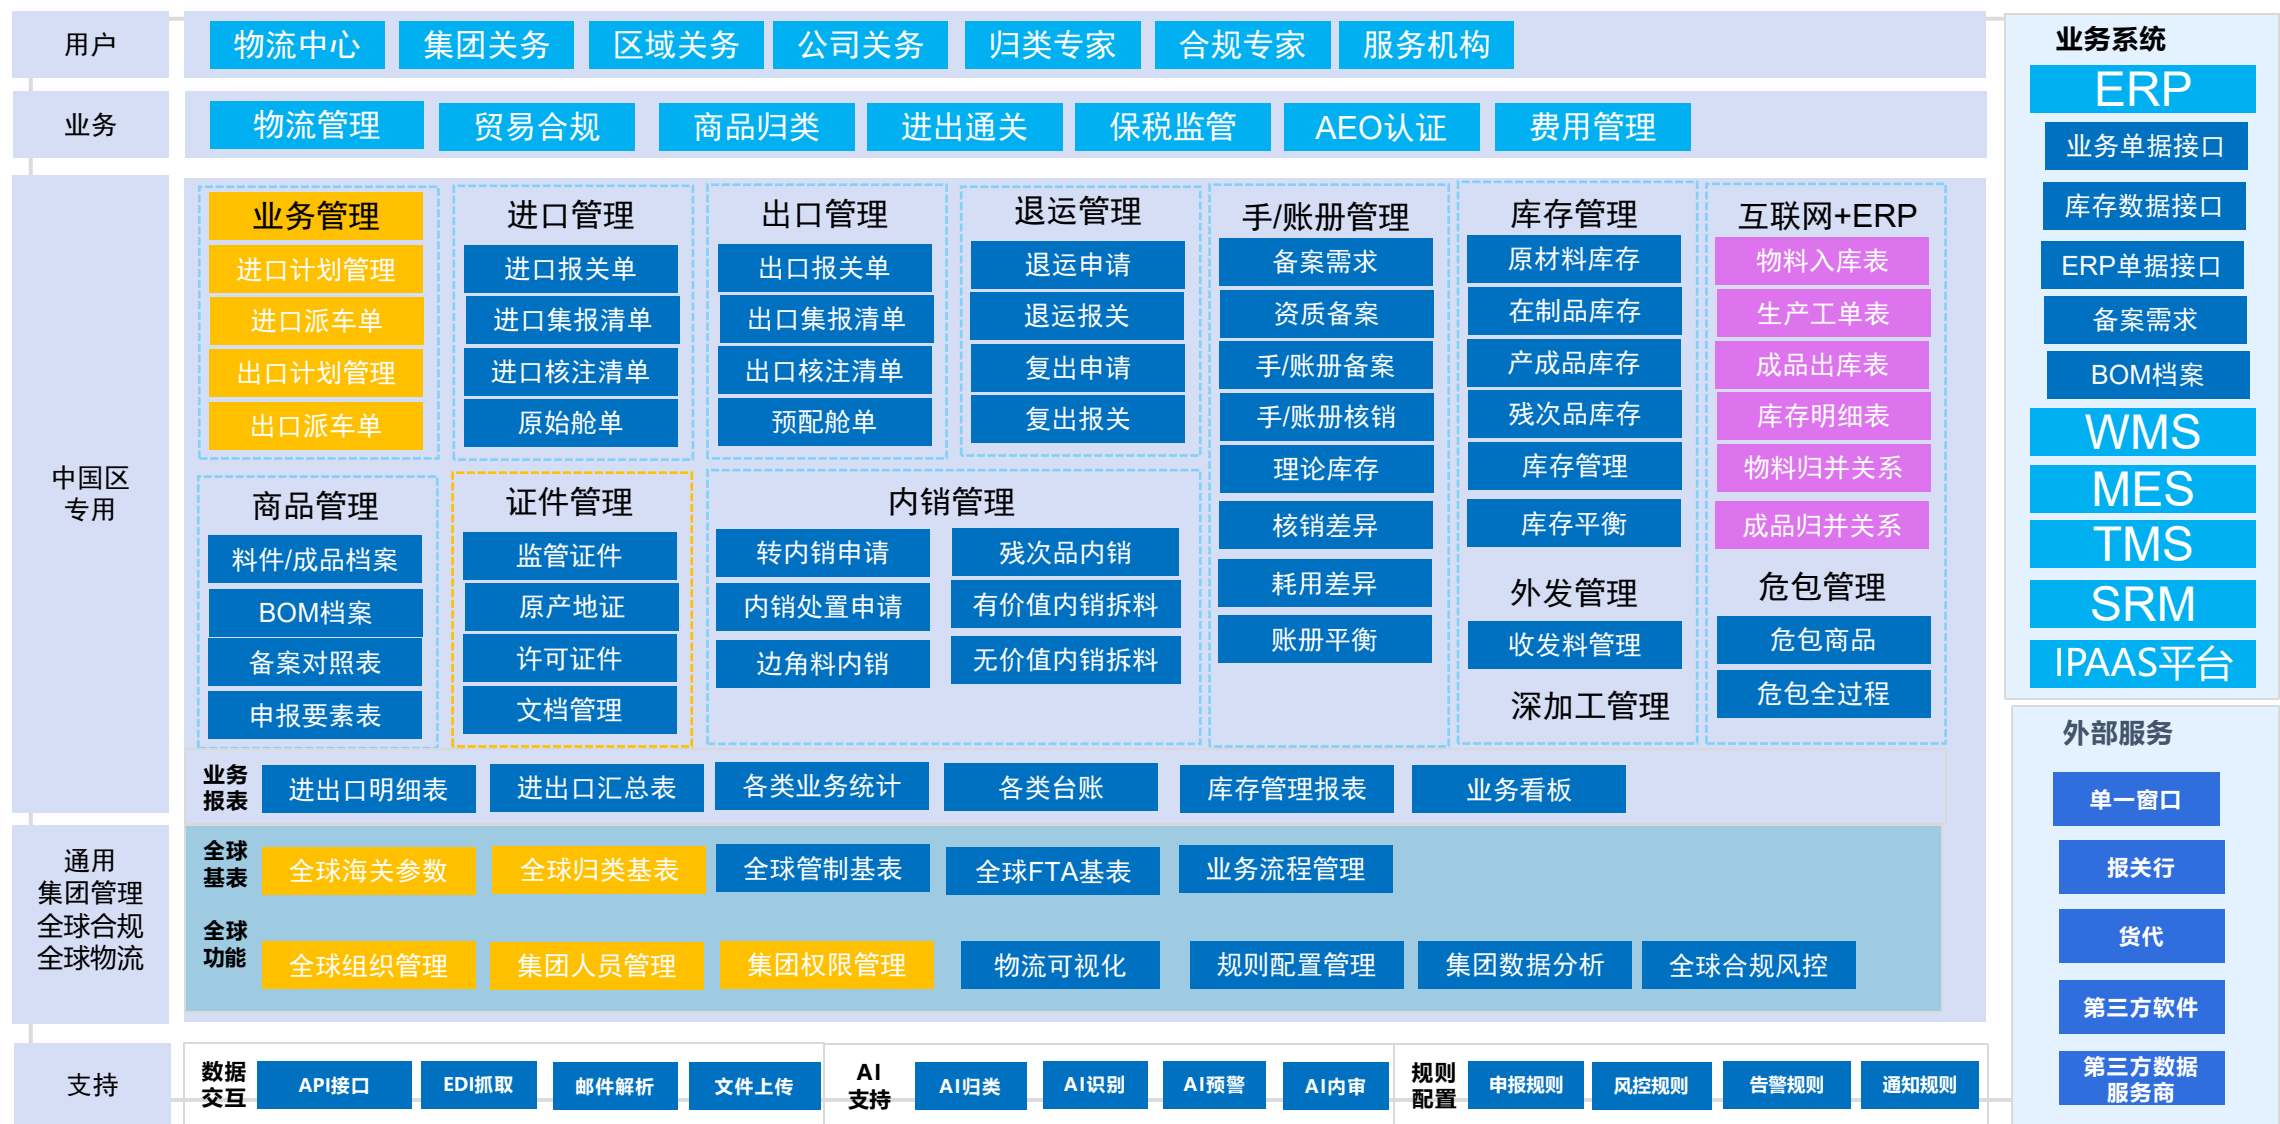 用户
物流中心
集团关务
区域关务
公司关务
归类专家
合规专家
服务机构
业务
物流管理
贸易合规
商品归类
进出通关
保税监管
AEO认证
费用管理
中国区
专用
业务管理
进口计划管理
进口派车单
出口计划管理
出口派车单
进口管理
进口报关单
进口集报清单
进口核注清单
原始舱单
出口管理
出口报关单
出口集报清单
出口核注清单
预配舱单
退运管理
退运申请
退运报关
复出申请
复出报关
手/账册管理
备案需求
资质备案
手/账册备案
手/账册核销
理论库存
核销差异
耗用差异
账册平衡
库存管理
原材料库存
在制品库存
产成品库存
残次品库存
库存管理
库存平衡
外发管理
收发料管理
深加工管理
互联网+ERP
物料入库表
生产工单表
成品出库表
库存明细表
物料归并关系
成品归并关系
危包管理
危包商品
危包全过程
商品管理
料件/成品档案
BOM档案
备案对照表
申报要素表
证件管理
监管证件
原产地证
许可证件
文档管理
内销管理
转内销申请
内销处置申请
边角料内销
残次品内销
有价值内销拆料
无价值内销拆料
业务
报表
进出口明细表
进出口汇总表
各类业务统计
各类台账
库存管理报表
业务看板
通用
集团管理
全球合规
全球物流
全球
基表
全球海关参数
全球归类基表
全球管制基表
全球FTA基表
业务流程管理
全球
功能
全球组织管理
集团人员管理
集团权限管理
物流可视化
规则配置管理
集团数据分析
全球合规风控
支持
数据
交互
API接口
EDI抓取
邮件解析
文件上传
AI
支持
AI归类
AI识别
AI预警
AI内审
规则
配置
申报规则
风控规则
告警规则
通知规则
业务系统
ERP
业务单据接口
库存数据接口
ERP单据接口
备案需求
BOM档案
WMS
MES
TMS
SRM
IPAAS平台
外部服务
单一窗口
报关行
货代
第三方软件
第三方数据
服务商